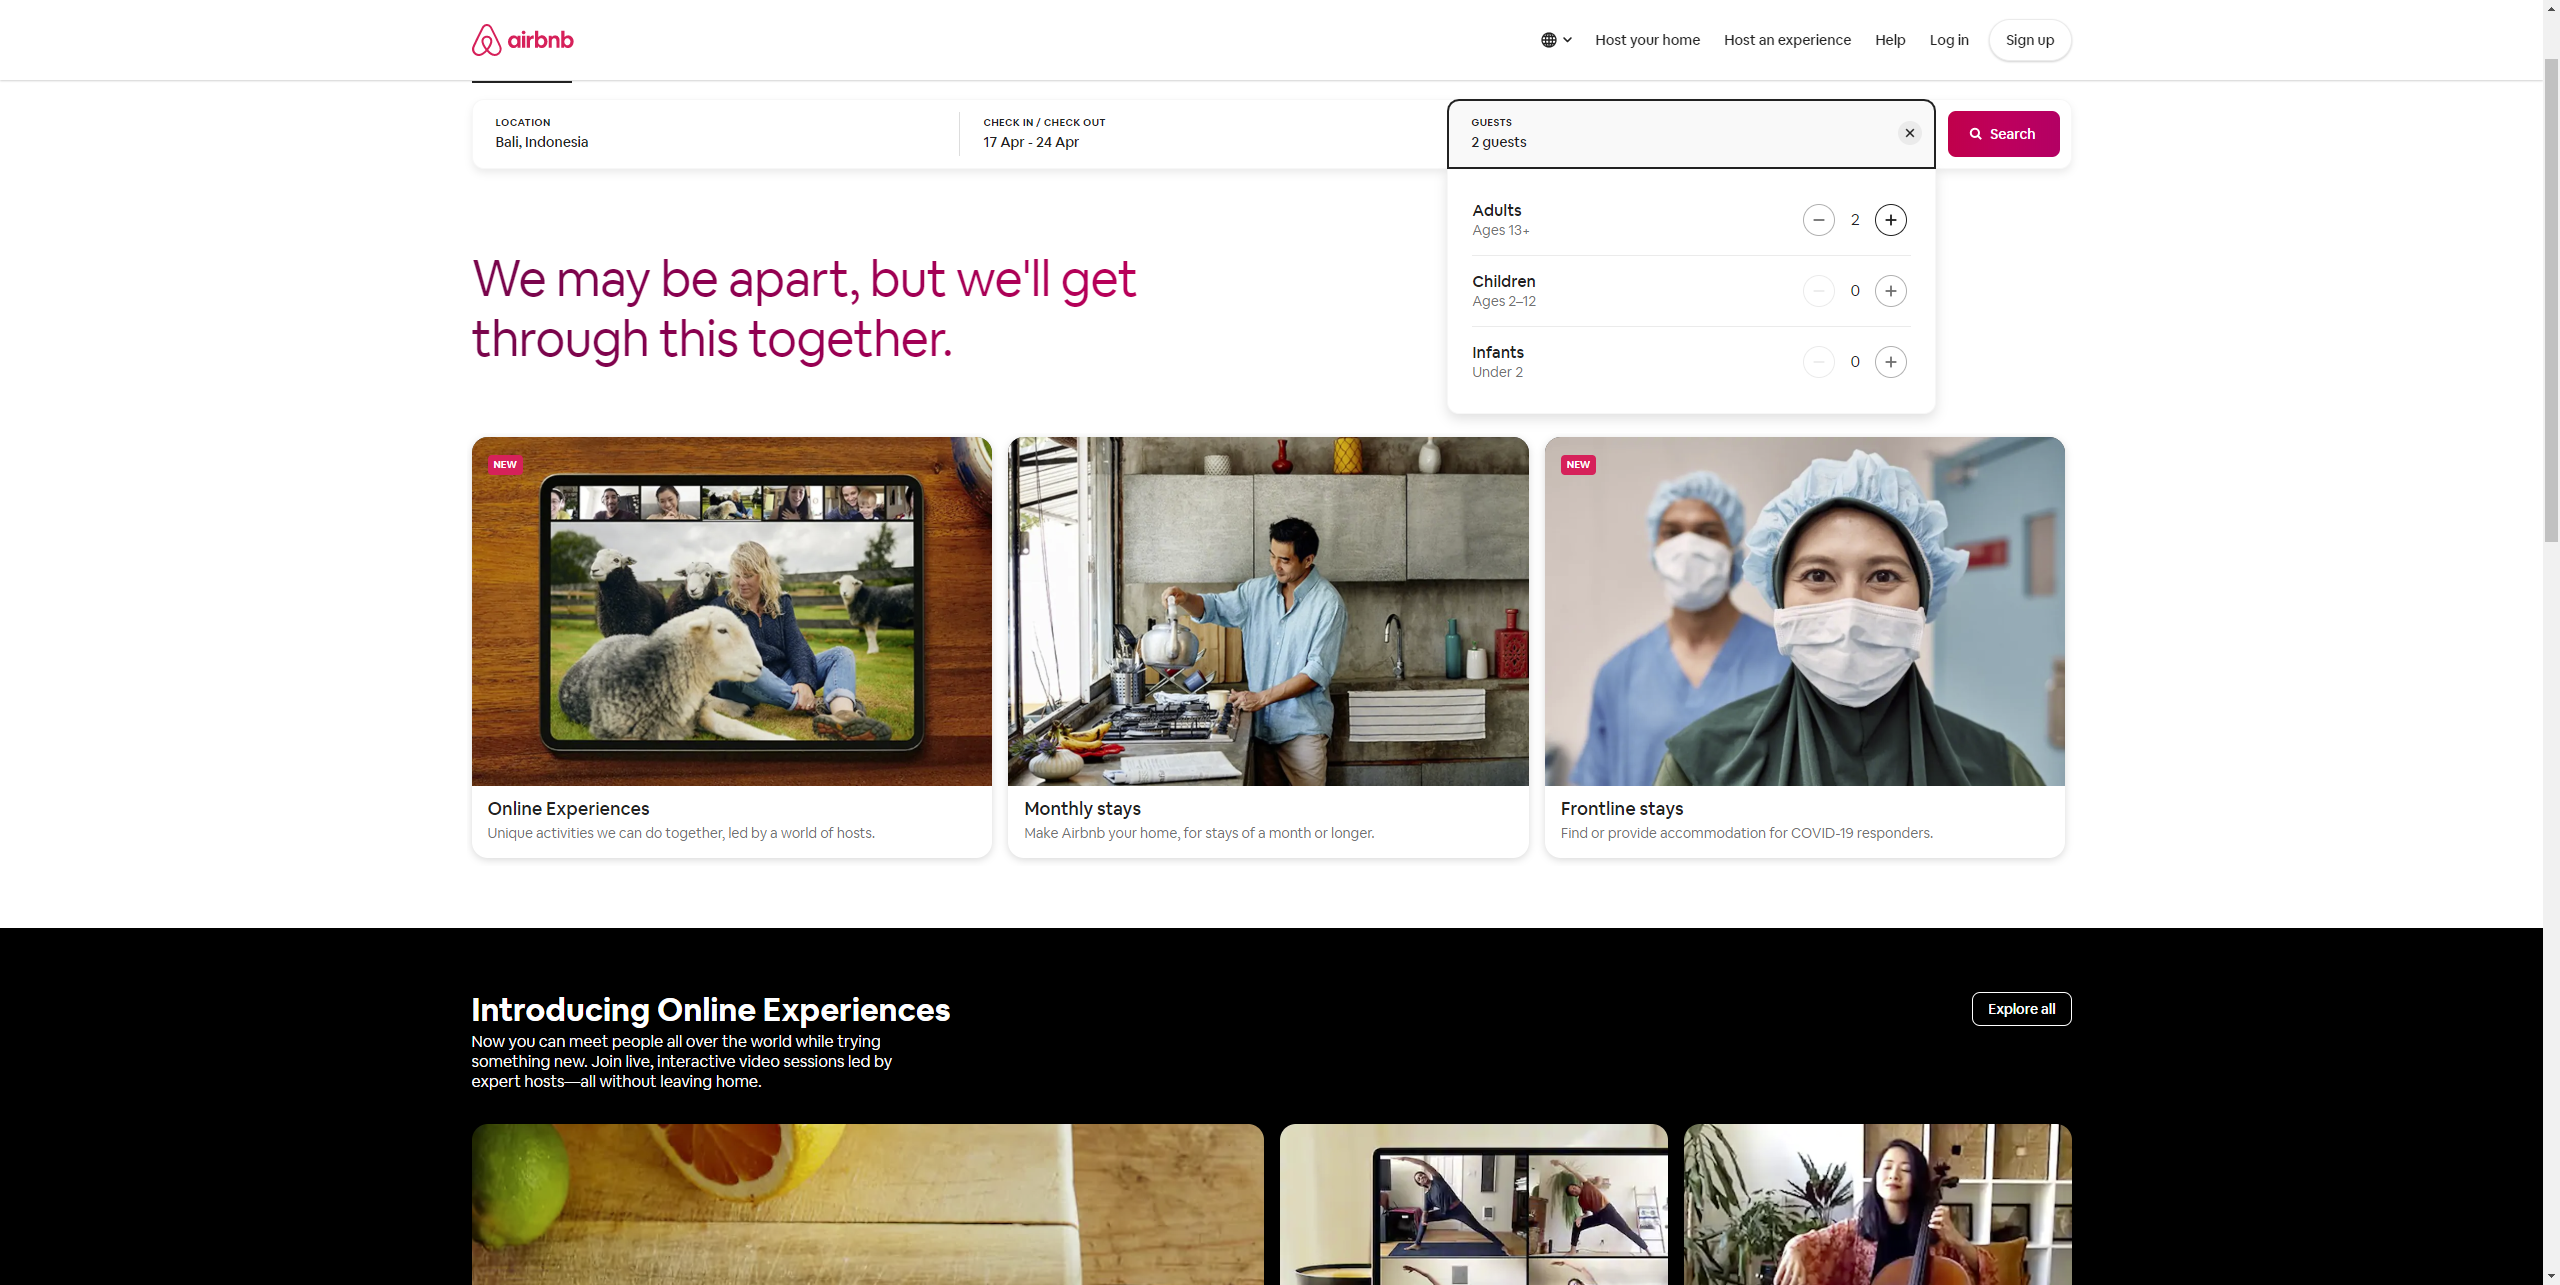 airbnb
Host your home
Host an experience
Help
Log in
Sign up
LOCATION
Bali, Indonesia
CHECK IN / CHECK OUT
17 Apr - 24 Apr
GUESTS
2 guests
Search
Adults
Ages 13+
2
Children
Ages 2–12
0
Infants
Under 2
0
We may be apart, but we'll get
through this together.
NEW
NEW
Online Experiences
Unique activities we can do together, led by a world of hosts.
Monthly stays
Make Airbnb your home, for stays of a month or longer.
Frontline stays
Find or provide accommodation for COVID-19 responders.
Introducing Online Experiences
Explore all
Now you can meet people all over the world while trying
something new. Join live, interactive video sessions led by
expert hosts—all without leaving home.